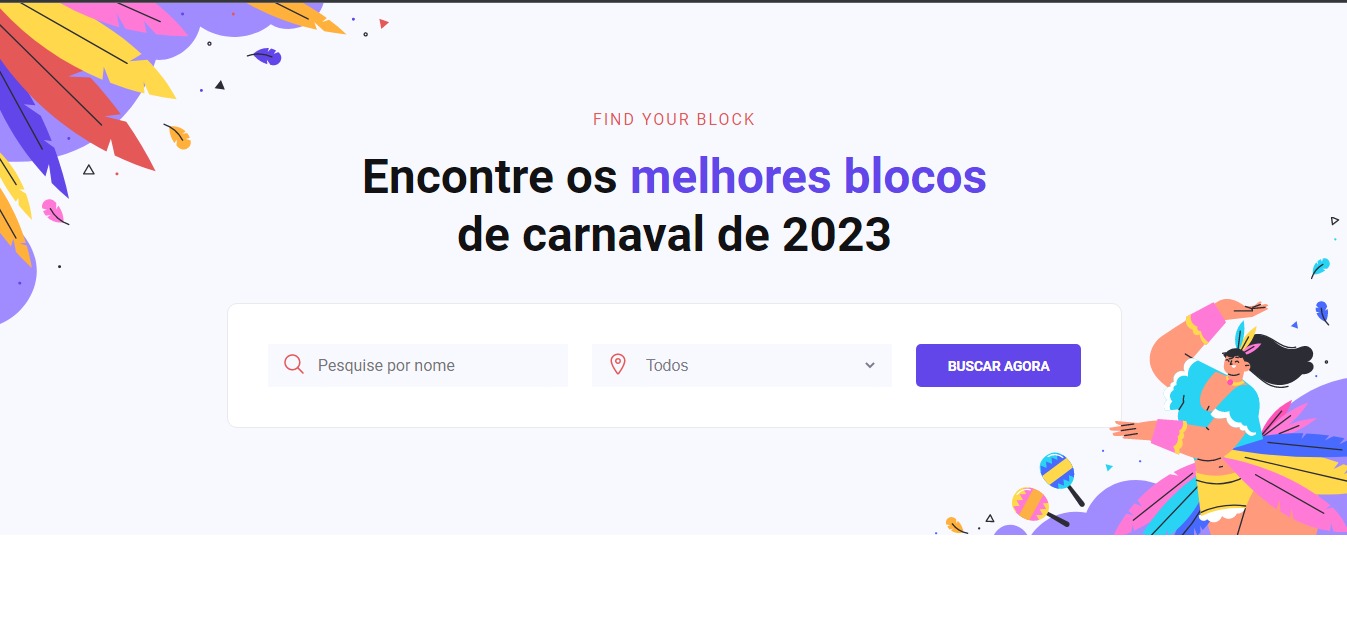 FIND YOUR BLOCK
Encontre os melhores blocos
de carnaval de 2023
Pesquise por nome
Todos
BUSCAR AGORA